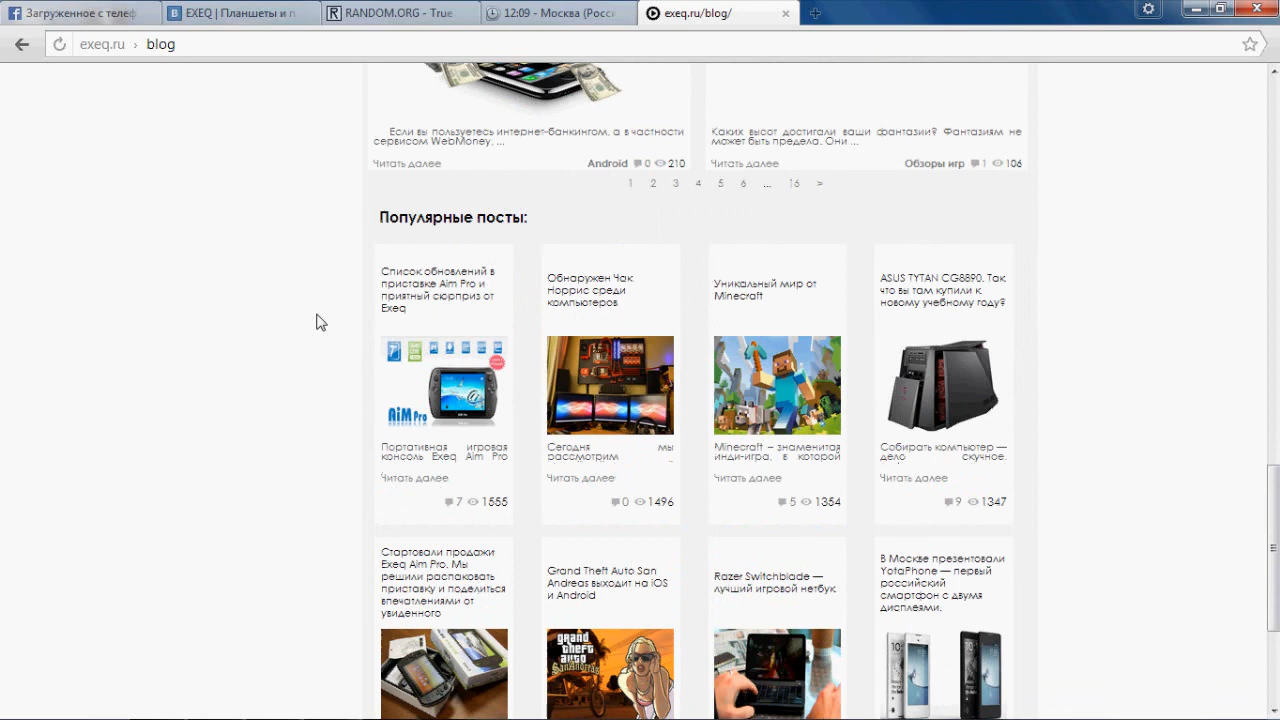 Загруженное с телеф
EXEQ | Планшеты и п
RANDOM.ORG - True
12:09 - Москва (Росс
exeq.ru/blog/
exeq.ru › blog
Если вы пользуетесь интернет-банкингом, а в частности
сервисом WebMoney, ...
Читать далее
Android 0 210
Каких высот достигали ваши фантазии? Фантазиям не
может быть предела. Они ...
Читать далее
Обзоры игр 1 106
1 2 3 4 5 6 ... 16 >
Популярные посты:
Список обновлений в
приставке Aim Pro и
приятный сюрприз от
Exeq
AiM Pro
Портативная игровая
консоль Exeq Aim Pro
Читать далее
7 1555
Обнаружен Чак
Норрис среди
компьютеров
Сегодня мы
рассмотрим
Читать далее
0 1496
Уникальный мир от
Minecraft
Minecraft – знаменитая
инди-игра, в которой
Читать далее
5 1354
ASUS TYTAN CG8890. Так
что вы там купили к
новому учебному году?
Собирать компьютер —
дело скучное.
Читать далее
9 1347
Стартовали продажи
Exeq Aim Pro. Мы
решили распаковать
приставку и поделиться
впечатлениями от
увиденного
Grand Theft Auto San
Andreas выходит на iOS
и Android
grand
theft
auto
SanAndreas
Razer Switchblade —
лучший игровой нетбук
В Москве презентовали
YotaPhone — первый
российский
смартфон с двумя
дисплеями.